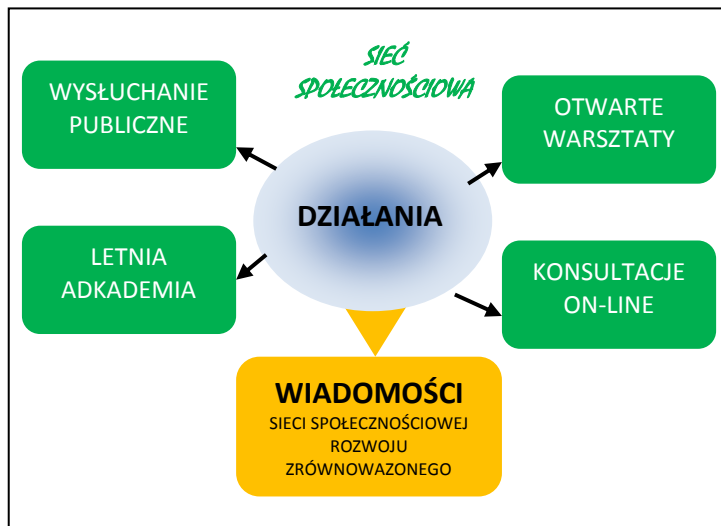 SIEĆ
SPOŁECZNOŚCIOWA
WYSŁUCHANIE
PUBLICZNE
OTWARTE
WARSZTATY
DZIAŁANIA
LETNIA
ADKADEMIA
KONSULTACJE
ON-LINE
WIADOMOŚCI
SIECI SPOŁECZNOŚCIOWEJ
ROZWOJU
ZRÓWNOWAZONEGO